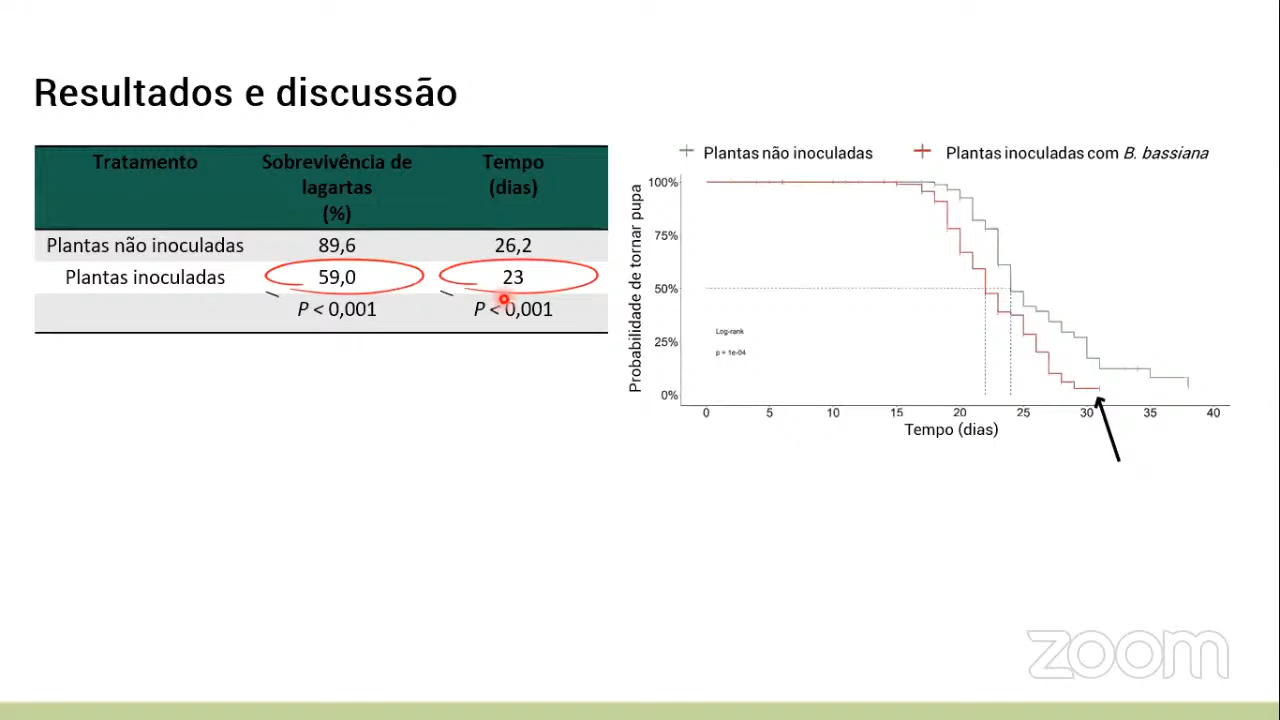 Resultados e discussão
Tratamento
Sobrevivência de
lagartas
(%)
Tempo
(dias)
Plantas não inoculadas 89,6 26,2
Plantas inoculadas 59,0 23
P < 0,001 P < 0,001
Plantas não inoculadas Plantas inoculadas com B. bassiana
Probabilidade de tornar pupa
100%
75%
50%
25%
0%
Log-rank
p = 1e-04
0 5 10 15 20 25 30 35 40
Tempo (dias)
zoom